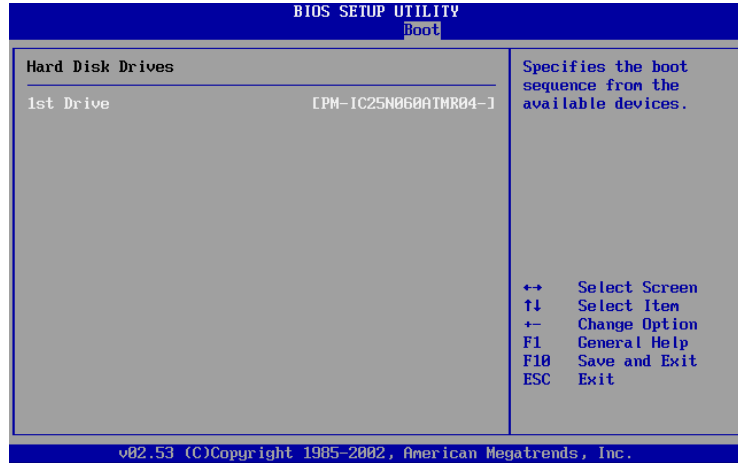 BIOS SETUP UTILITY
Boot
Hard Disk Drives
1st Drive [PM-IC25N060ATMR04-]
Specifies the boot
sequence from the
available devices.
←→ Select Screen
↑↓ Select Item
+- Change Option
F1 General Help
F10 Save and Exit
ESC Exit
v02.53 (C)Copyright 1985-2002, American Megatrends, Inc.